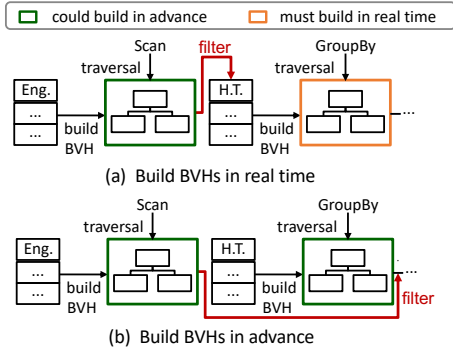 could build in advance
must build in real time
Scan
filter
GroupBy
traversal
traversal
Eng.
H.T.
...
...
...
...
...
build
BVH
build
BVH
(a) Build BVHs in real time
Scan
GroupBy
traversal
traversal
Eng.
H.T.
...
...
...
...
...
build
BVH
build
BVH
filter
(b) Build BVHs in advance